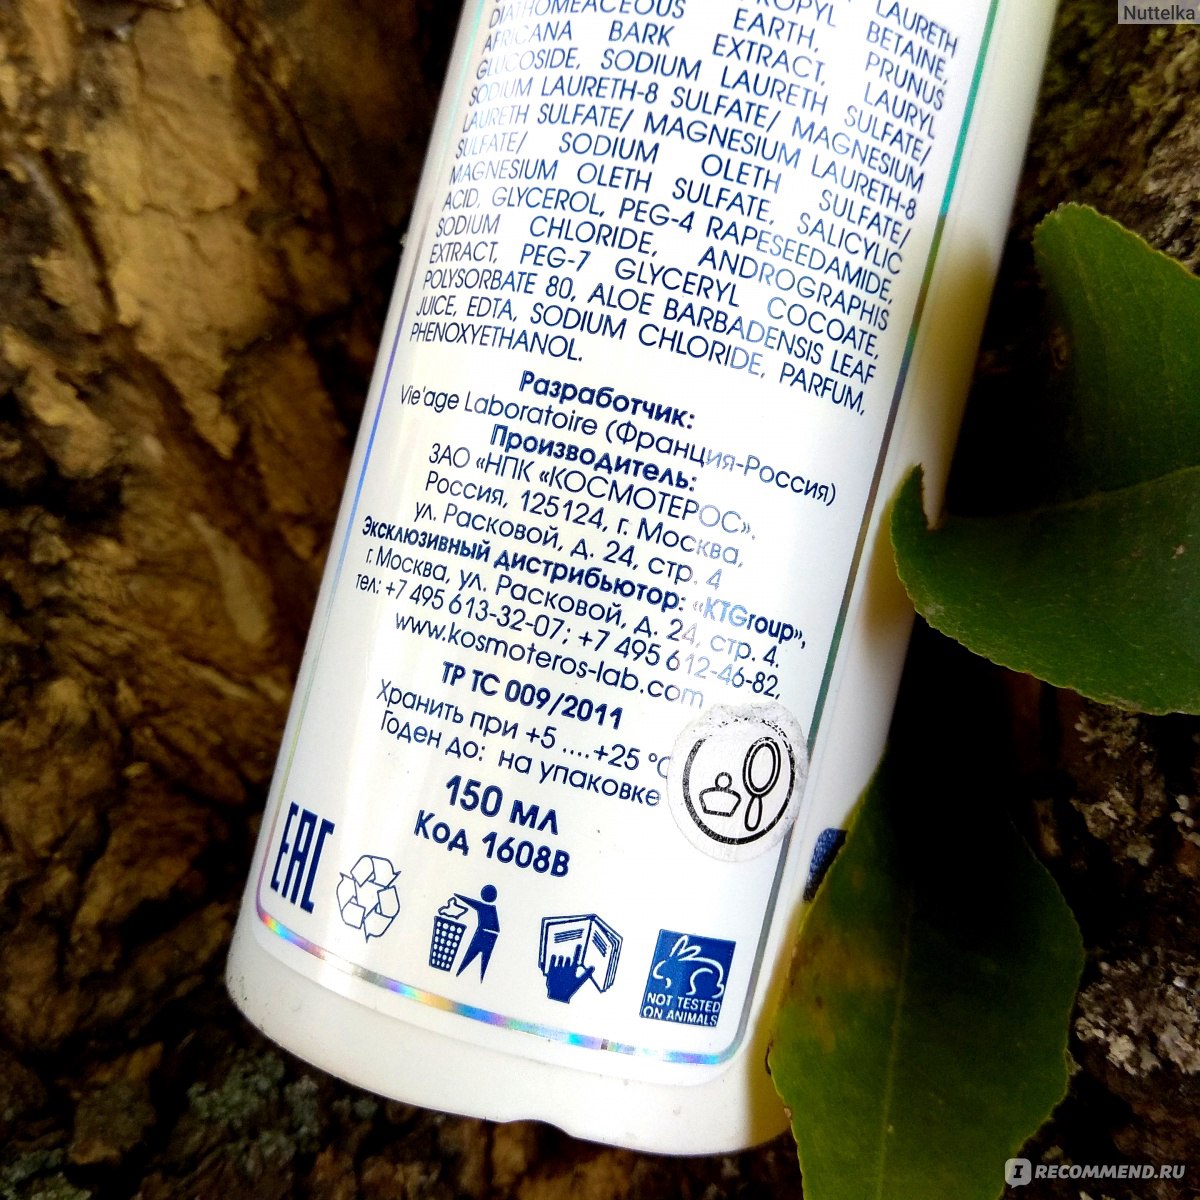 Nuttelka
PROPYL
LAURETH
DIATHOMEACEOUS EARTH, BETAINE,
AFRICANA BARK EXTRACT, PRUNUS
GLUCOSIDE, SODIUM LAURETH SULFATE/ LAURYL
SODIUM LAURETH-8 SULFATE/ MAGNESIUM
LAURETH SULFATE/ MAGNESIUM LAURETH-8
SULFATE/ SODIUM OLETH SULFATE/
MAGNESIUM OLETH SULFATE, SALICYLIC
ACID, GLYCEROL, PEG-4 RAPESEEDAMIDE,
SODIUM CHLORIDE, ANDROGRAPHIS
EXTRACT, PEG-7 GLYCERYL COCOATE,
POLYSORBATE 80, ALOE BARBADENSIS LEAF
JUICE, EDTA, SODIUM CHLORIDE, PARFUM,
PHENOXYETHANOL.
Разработчик:
Vie'age Laboratoire (Франция-Россия)
Производитель:
ЗАО «НПК «КОСМОТЕРОС».
Россия, 125124, г. Москва,
ул. Расковой, д. 24, стр. 4
Эксклюзивный дистрибьютор: «KTGroup»,
г. Москва, ул. Расковой, д. 24, стр. 4.
тел: +7 495 613-32-07; +7 495 612-46-82,
www.kosmoteros-lab.com
ТР ТС 009/2011
Хранить при +5 ....+25 °C
Годен до: на упаковке
150 мл
Код 1608B
EAC
NOT TESTED
ON ANIMALS
I RECOMMEND.RU